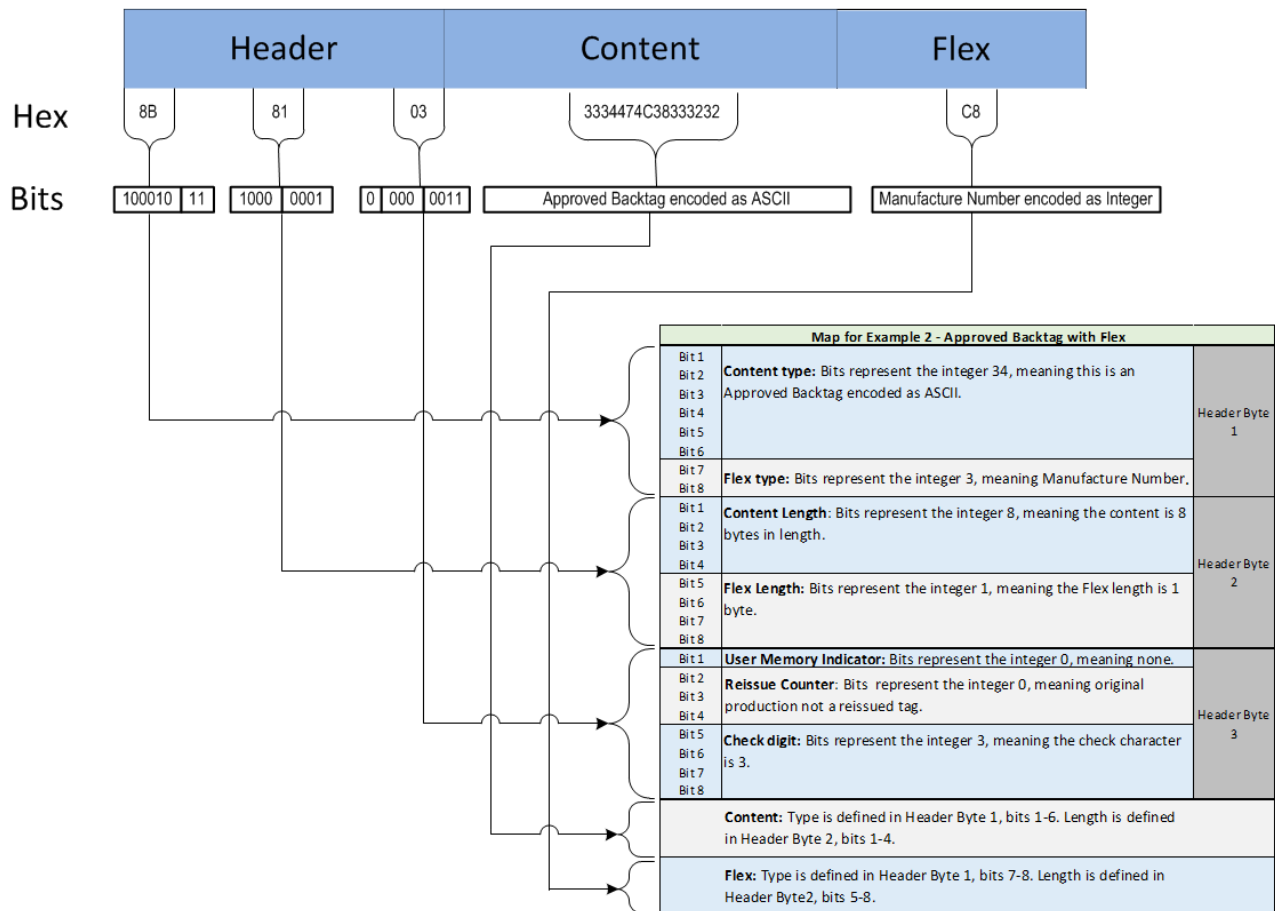 Header Content Flex
Hex 8B 81 03 3334474C38333232 C8
Bits 100010 11 1000 0001 0 000 0011 Approved Backtag encoded as ASCII Manufacture Number encoded as Integer
Map for Example 2 - Approved Backtag with Flex
Bit 1
Bit 2
Bit 3
Bit 4
Bit 5
Bit 6
Content type: Bits represent the integer 34, meaning this is an
Approved Backtag encoded as ASCII.
Bit 7
Bit 8
Flex type: Bits represent the integer 3, meaning Manufacture Number.
Header Byte
1
Bit 1
Bit 2
Bit 3
Bit 4
Content Length: Bits represent the integer 8, meaning the content is 8
bytes in length.
Bit 5
Bit 6
Bit 7
Bit 8
Flex Length: Bits represent the integer 1, meaning the Flex length is 1
byte.
Header Byte
2
Bit 1
User Memory Indicator: Bits represent the integer 0, meaning none.
Bit 2
Bit 3
Bit 4
Reissue Counter: Bits represent the integer 0, meaning original
production not a reissued tag.
Bit 5
Bit 6
Bit 7
Bit 8
Check digit: Bits represent the integer 3, meaning the check character
is 3.
Header Byte
3
Content: Type is defined in Header Byte 1, bits 1-6. Length is defined
in Header Byte 2, bits 1-4.
Flex: Type is defined in Header Byte 1, bits 7-8. Length is defined in
Header Byte2, bits 5-8.